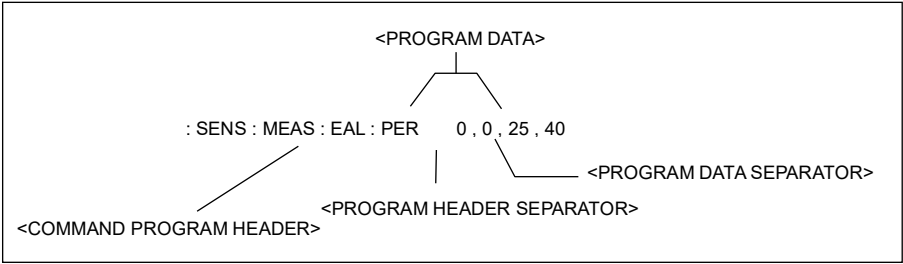 <PROGRAM DATA>
: SENS : MEAS : EAL : PER 0 , 0 , 25 , 40
<PROGRAM DATA SEPARATOR>
<PROGRAM HEADER SEPARATOR>
<COMMAND PROGRAM HEADER>